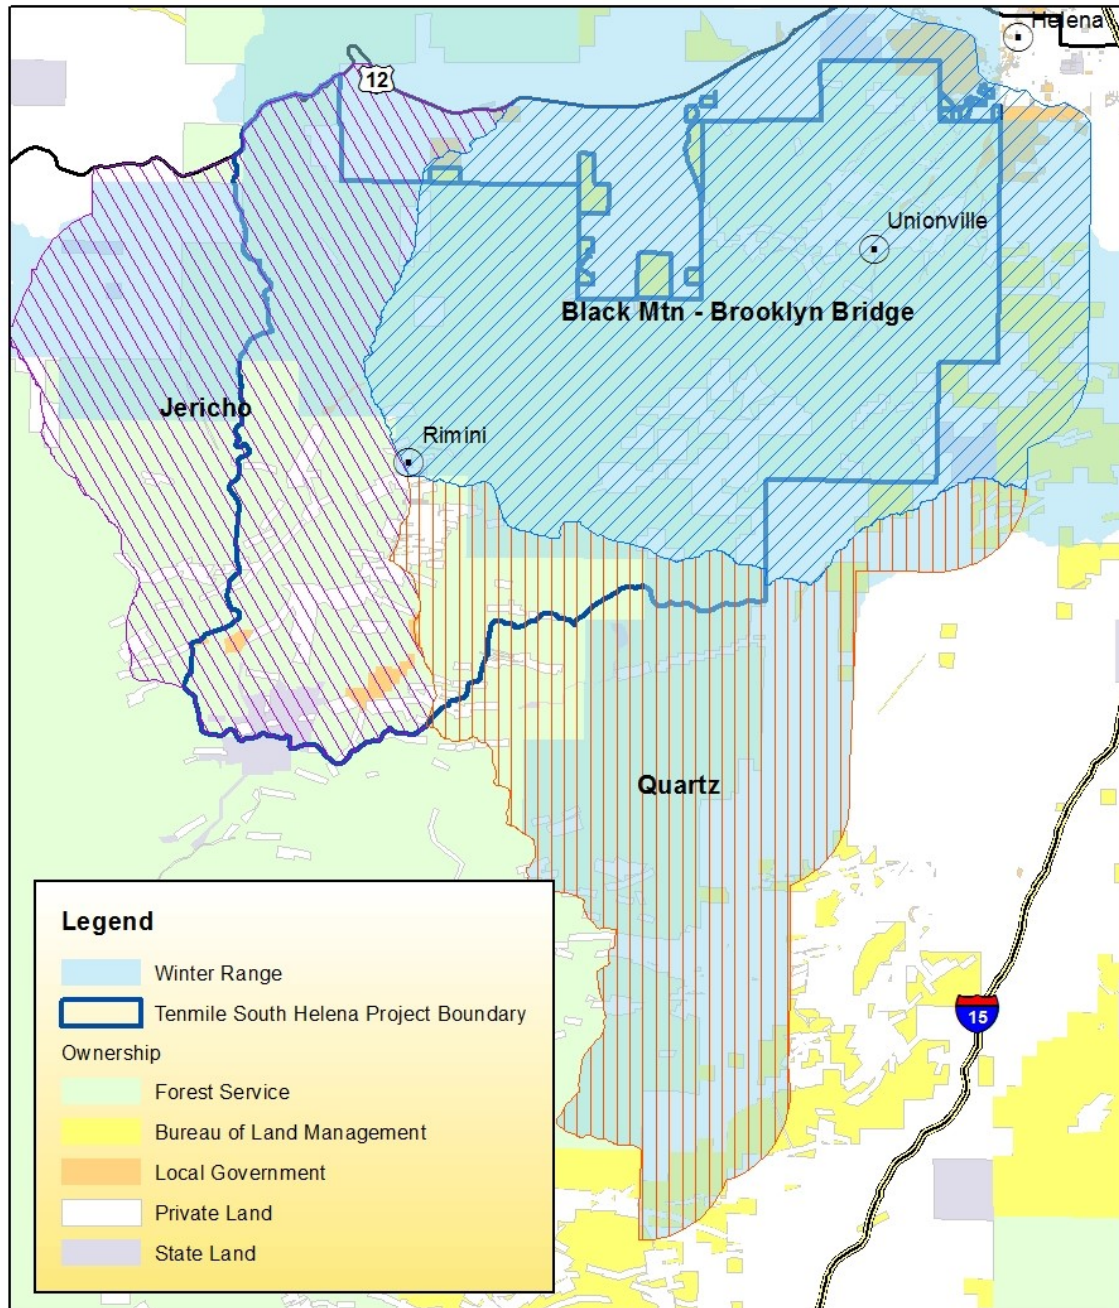 Helena
12
Unionville
Black Mtn - Brooklyn Bridge
Jericho
Rimini
Quartz
15
Legend
Winter Range
Tenmile South Helena Project Boundary
Ownership
Forest Service
Bureau of Land Management
Local Government
Private Land
State Land